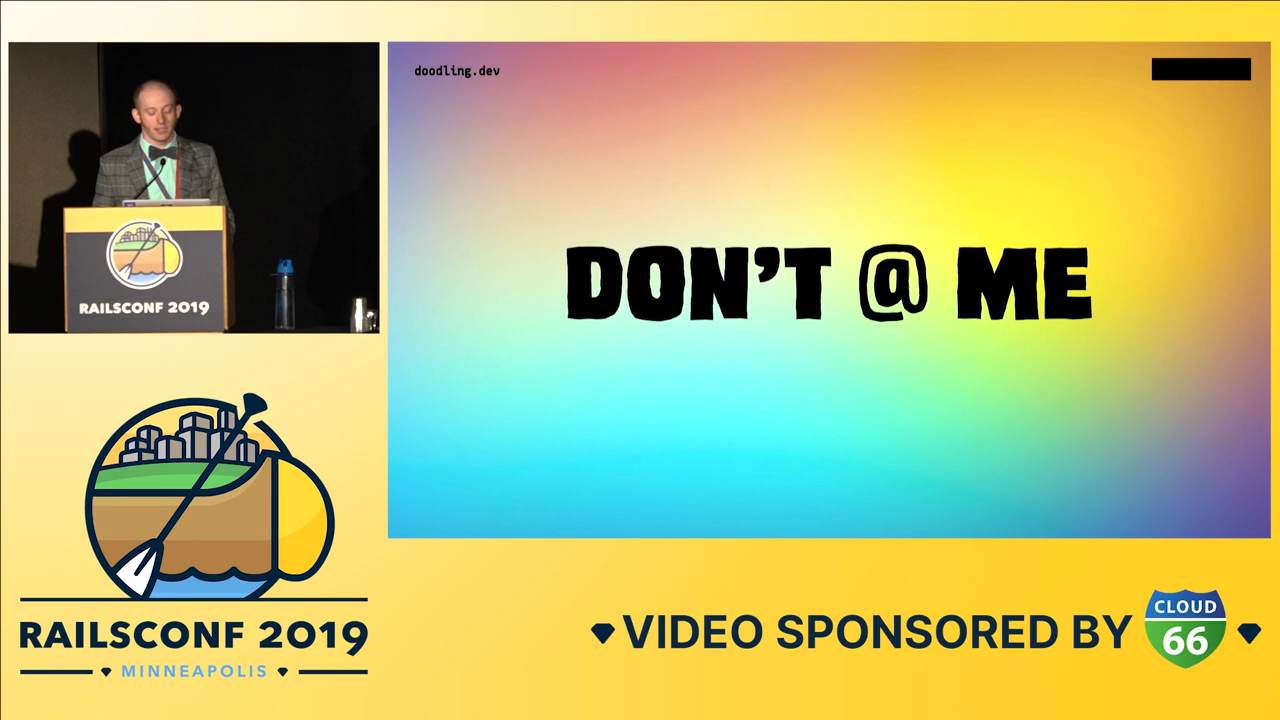 doodling.dev
DON'T @ ME
RAILSCONF 2019
RAILSCONF 2019
MINNEAPOLIS
VIDEO SPONSORED BY
CLOUD
66